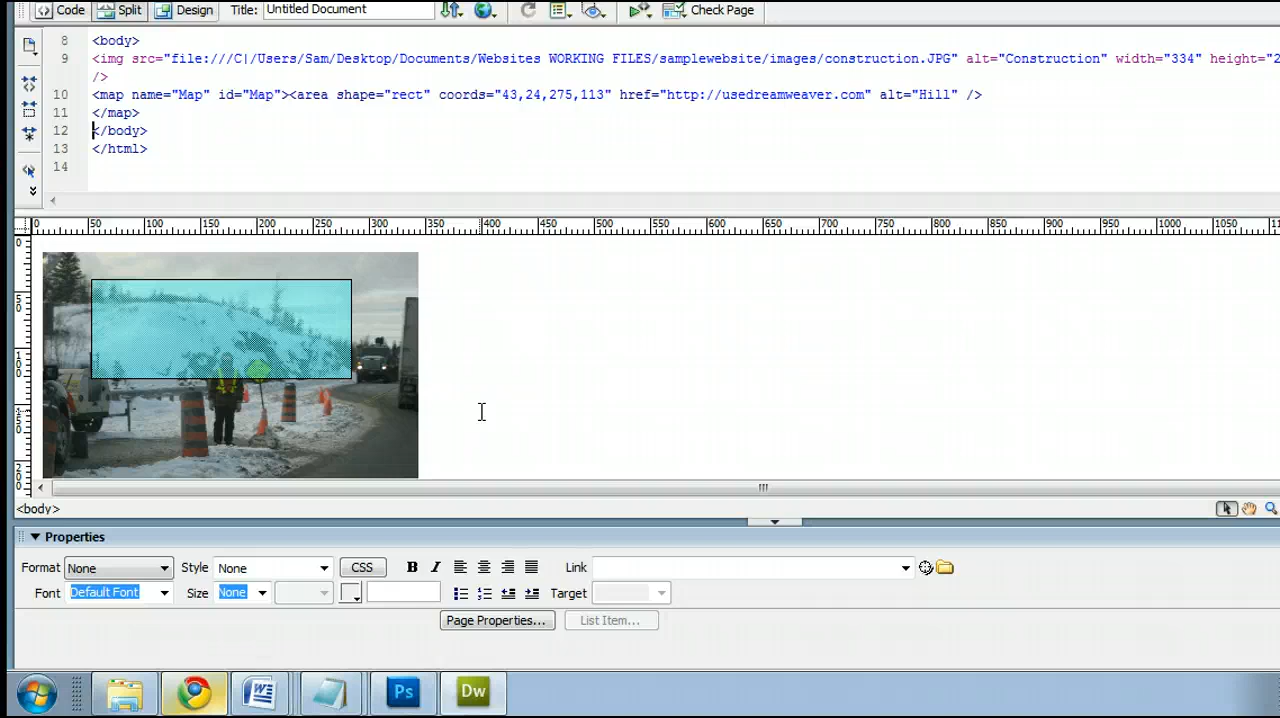 Code Split Design Title: Untitled Document Check Page
8 <body>
9 <img src="file:///C|/Users/Sam/Desktop/Documents/Websites WORKING FILES/samplewebsite/images/construction.JPG" alt="Construction" width="334" height="2
/>
10 <map name="Map" id="Map"><area shape="rect" coords="43,24,275,113" href="http://usedreamweaver.com" alt="Hill" />
11 </map>
12 </body>
13 </html>
14
0 50 100 150 200 250 300 350 400 450 500 550 600 650 700 750 800 850 900 950 1000 1050
0
50
100
150
200
<body>
Properties
Format None Style None CSS B I Link
Font Default Font Size None Target
Page Properties... List Item...
W Ps Dw